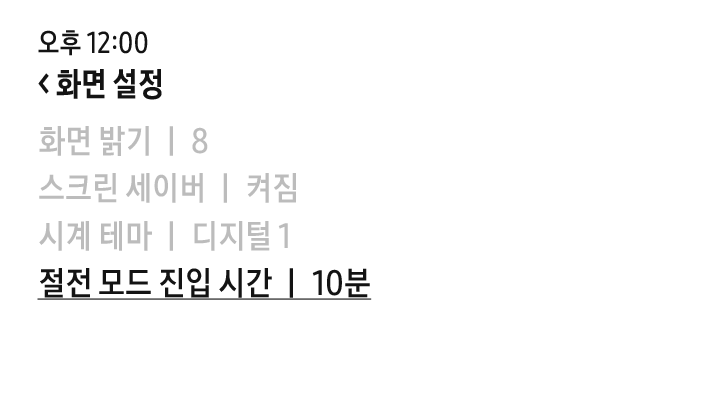 오후 12:00
< 화면 설정
화면 밝기 | 8
스크린 세이버 | 켜짐
시계 테마 | 디지털 1
절전 모드 진입 시간 | 10분